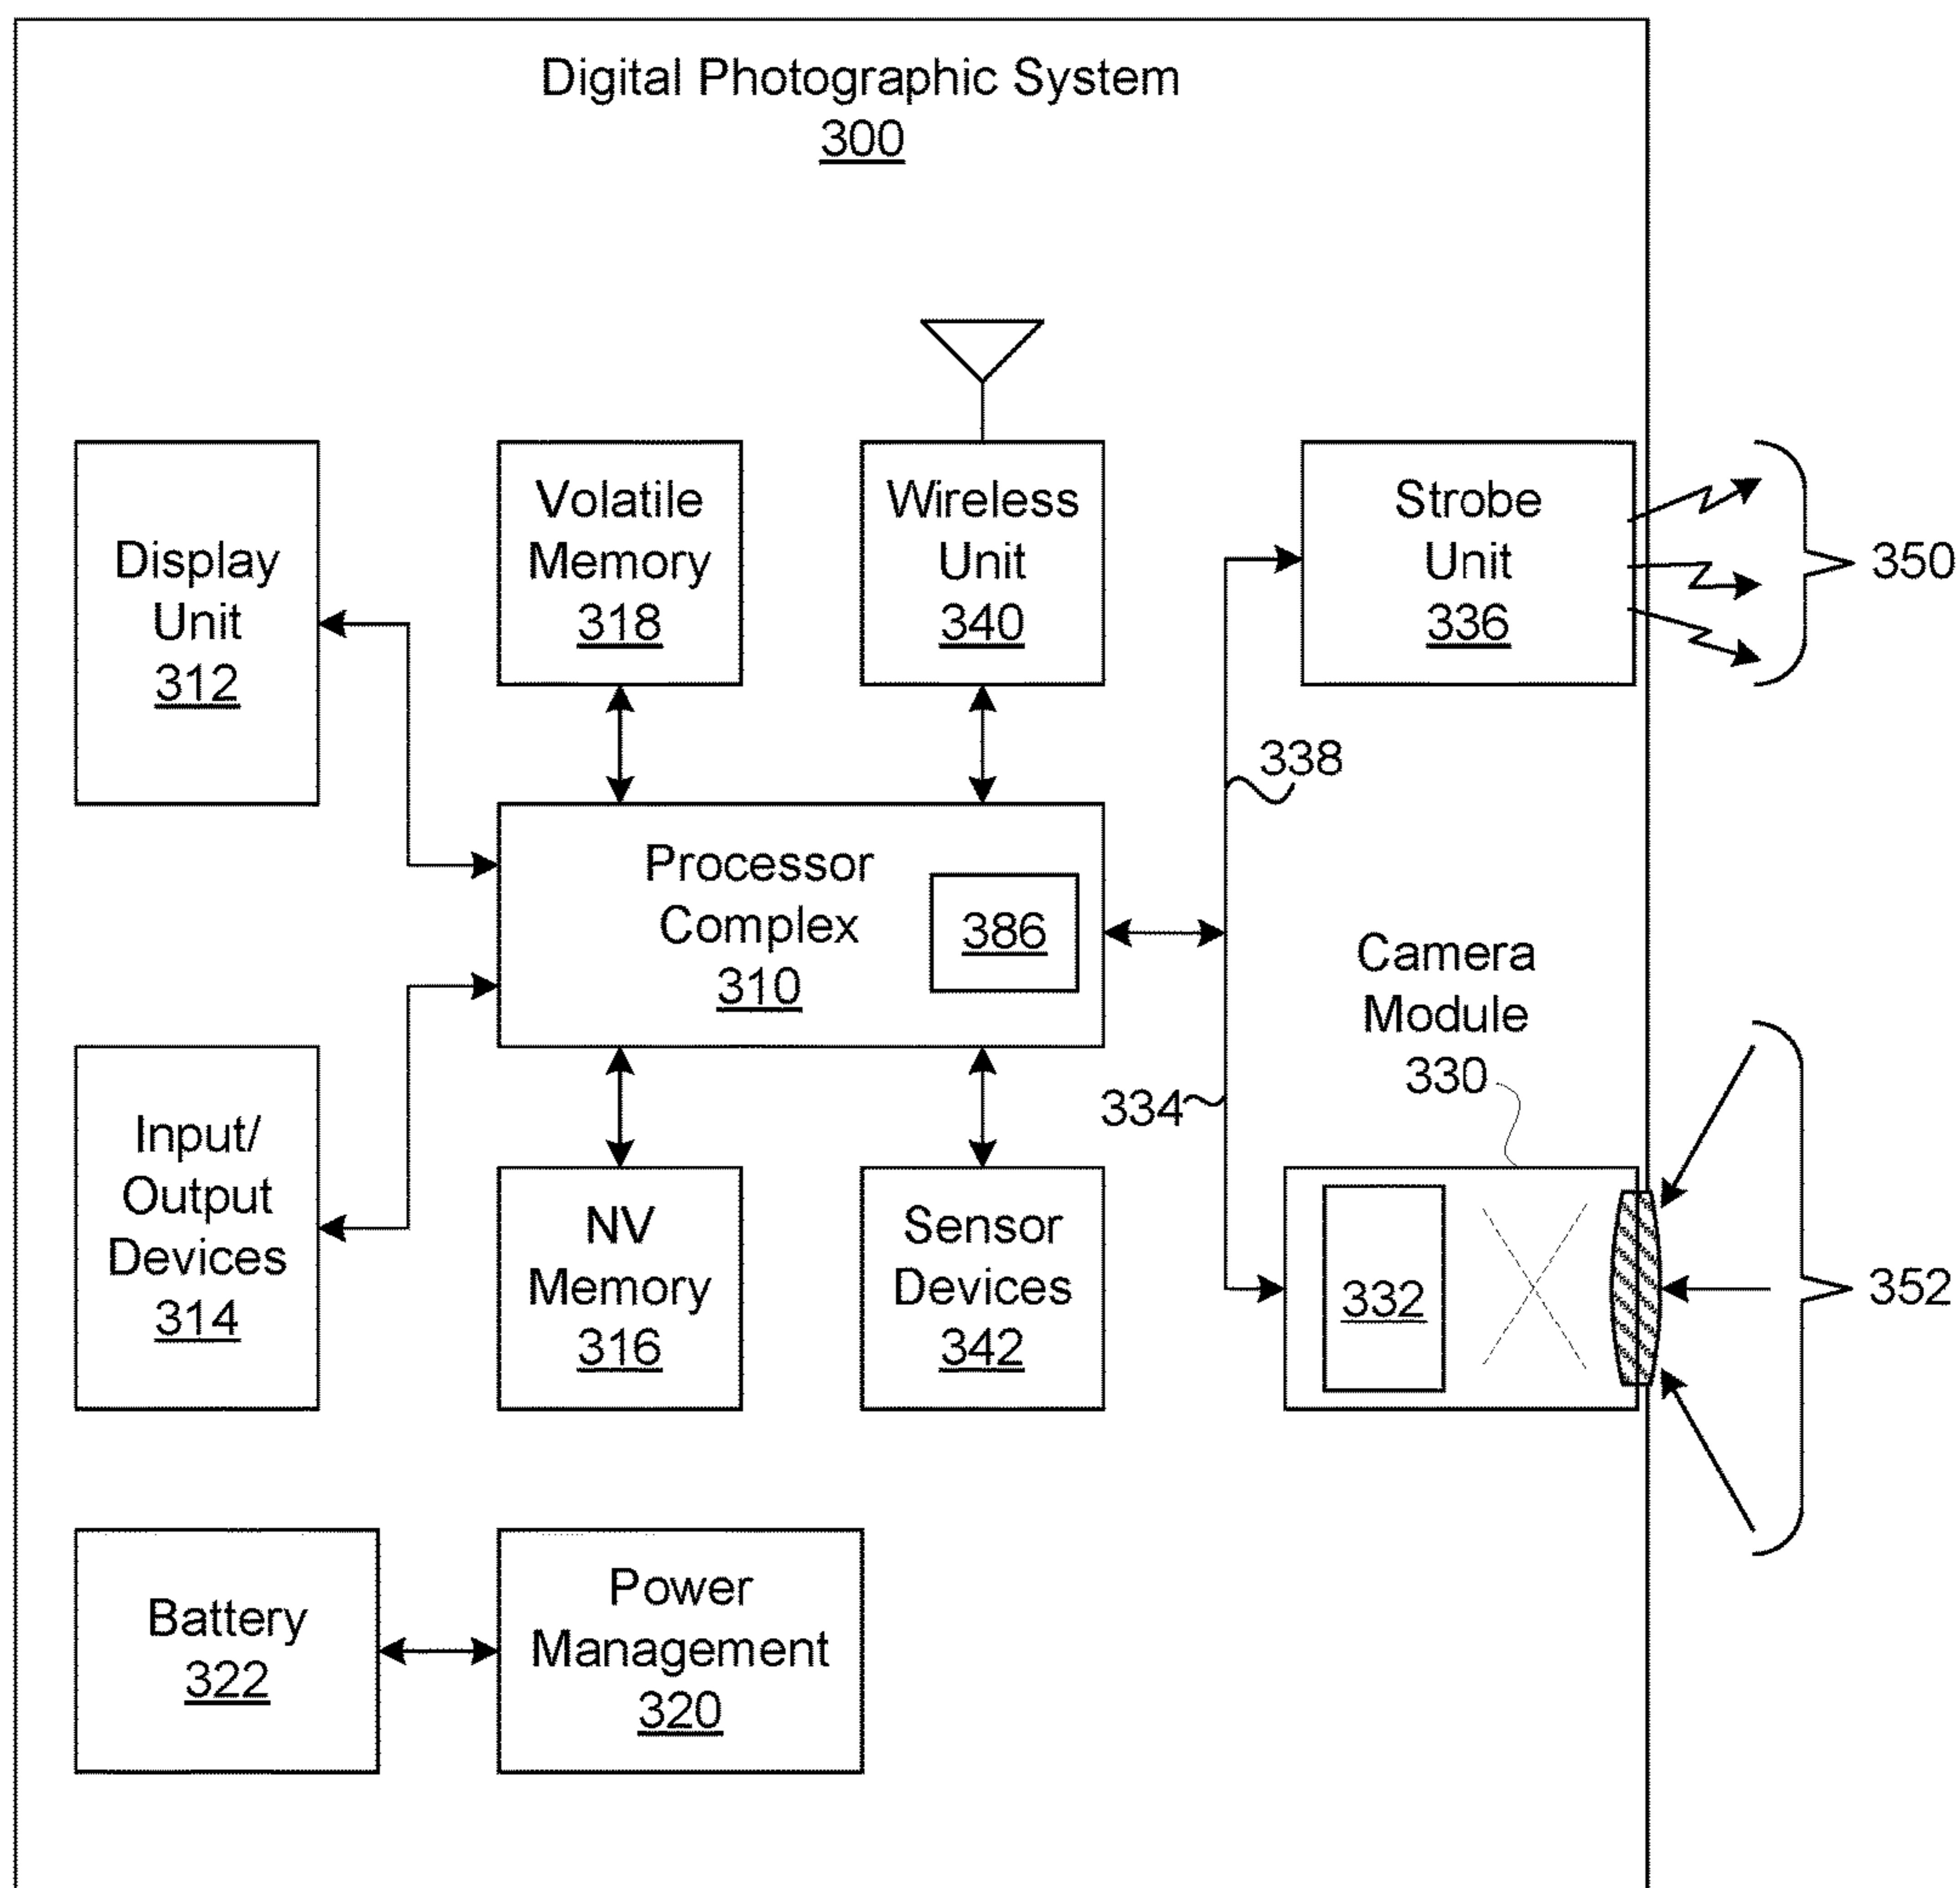 Digital Photographic System
300
Display
Unit
312
Volatile
Memory
318
Wireless
Unit
340
Strobe
Unit
336
350
338
Processor
Complex
310
386
Camera
Module
330
334
Input/
Output
Devices
314
NV
Memory
316
Sensor
Devices
342
332
352
Battery
322
Power
Management
320